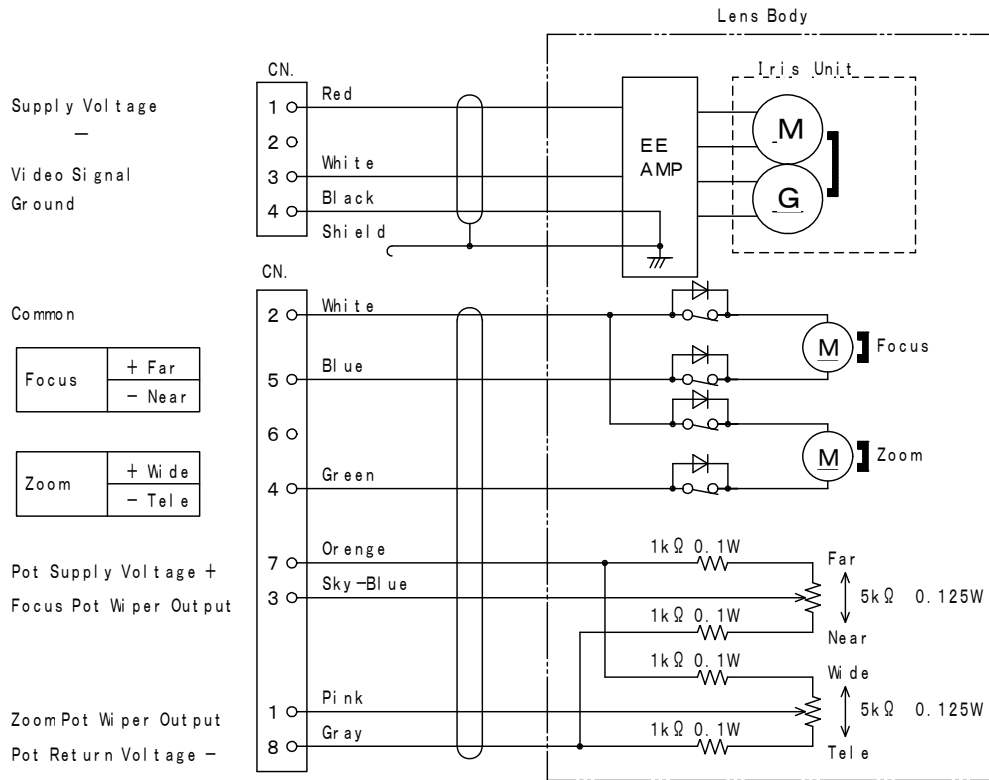 Lens Body
CN.
Iris Unit
Supply Voltage
1
Red
M
－
2
EE
AMP
Video Signal
3
White
Ground
4
Black
G
Shield
CN.
Common
2
White
Focus
+ Far
− Near
5
Blue
M
Focus
6
Zoom
+ Wide
− Tele
4
Green
M
Zoom
Pot Supply Voltage +
7
Orenge
1kΩ 0.1W
Far
Focus Pot Wiper Output
3
Sky-Blue
5kΩ 0.125W
1kΩ 0.1W
Near
1kΩ 0.1W
Wide
Zoom Pot Wiper Output
1
Pink
5kΩ 0.125W
Pot Return Voltage −
8
Gray
1kΩ 0.1W
Tele